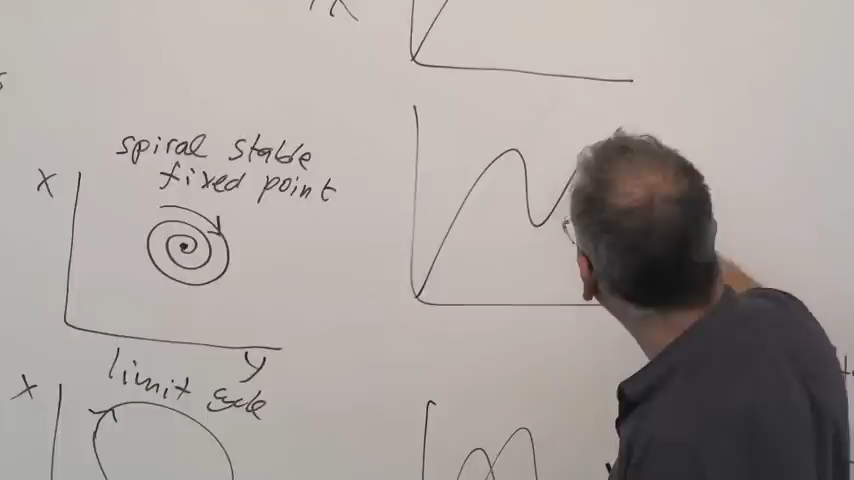 spiral stable
fixed point
X
y
limit cycle
X